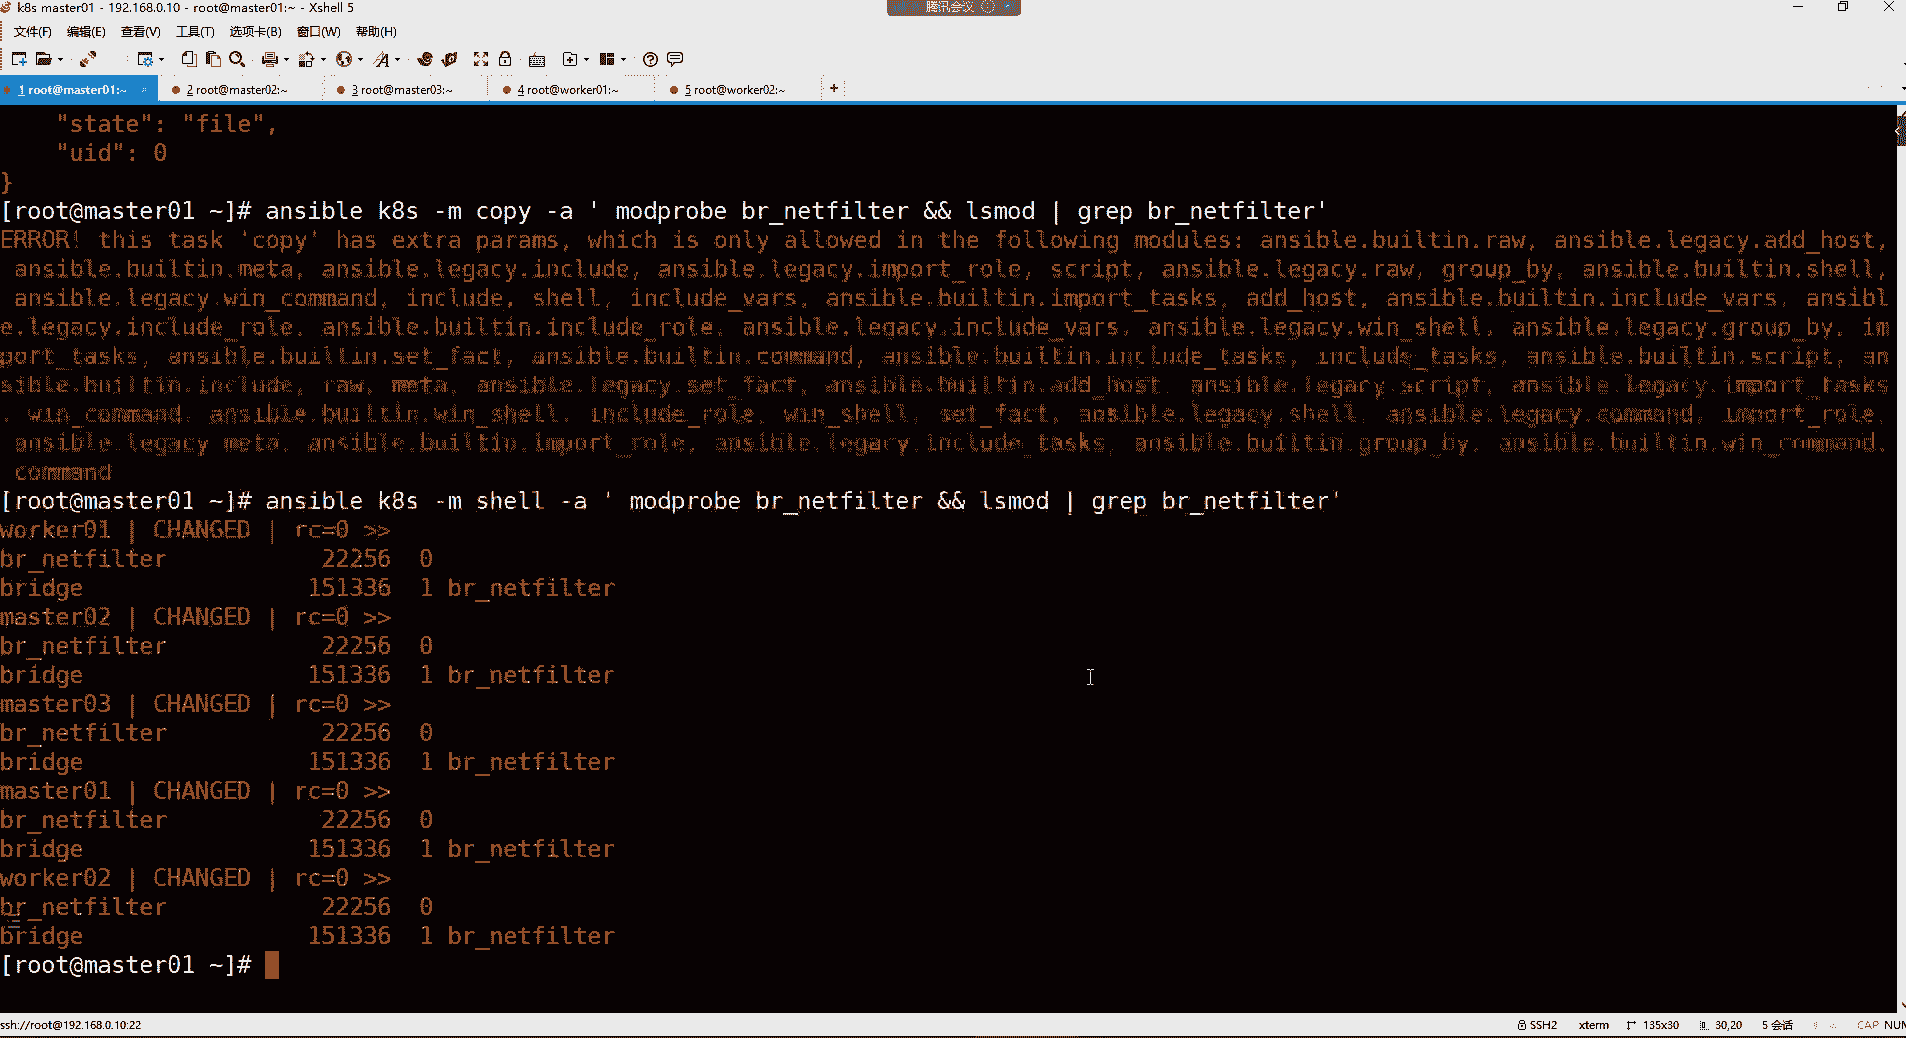 k8s master01 - 192.168.0.10 - root@master01:~ - Xshell 5
腾讯会议
文件(F) 编辑(E) 查看(V) 工具(T) 选项卡(B) 窗口(W) 帮助(H)
1 root@master01:~ 2 root@master02:~ 3 root@master03:~ 4 root@worker01:~ 5 root@worker02:~ +
"state": "file",
"uid": 0
}
[root@master01 ~]# ansible k8s -m copy -a ' modprobe br_netfilter && lsmod | grep br_netfilter'
ERROR! this task 'copy' has extra params, which is only allowed in the following modules: ansible.builtin.raw, ansible.legacy.add_host,
ansible.builtin.meta, ansible.legacy.include, ansible.legacy.import_role, script, ansible.legacy.raw, group_by, ansible.builtin.shell,
ansible.legacy.win_command, include, shell, include_vars, ansible.builtin.import_tasks, add_host, ansible.builtin.include_vars, ansibl
e.legacy.include_role, ansible.builtin.include_role, ansible.legacy.include_vars, ansible.legacy.win_shell, ansible.legacy.group_by, im
port_tasks, ansible.builtin.set_fact, ansible.builtin.command, ansible.builtin.include_tasks, include_tasks, ansible.builtin.script, an
sible.builtin.include, raw, meta, ansible.legacy.set_fact, ansible.builtin.add_host, ansible.legacy.script, ansible.legacy.import_tasks
, win_command, ansible.builtin.win_shell, include_role, win_shell, set_fact, ansible.legacy.shell, ansible.legacy.command, import_role,
ansible.legacy.meta, ansible.builtin.import_role, ansible.legacy.include_tasks, ansible.builtin.group_by, ansible.builtin.win_command,
command
[root@master01 ~]# ansible k8s -m shell -a ' modprobe br_netfilter && lsmod | grep br_netfilter'
worker01 | CHANGED | rc=0 >>
br_netfilter 22256 0
bridge 151336 1 br_netfilter
master02 | CHANGED | rc=0 >>
br_netfilter 22256 0
bridge 151336 1 br_netfilter
master03 | CHANGED | rc=0 >>
br_netfilter 22256 0
bridge 151336 1 br_netfilter
master01 | CHANGED | rc=0 >>
br_netfilter 22256 0
bridge 151336 1 br_netfilter
worker02 | CHANGED | rc=0 >>
br_netfilter 22256 0
bridge 151336 1 br_netfilter
[root@master01 ~]#
ssh://root@192.168.0.10:22 SSH2 xterm 135x30 30,20 5 会话 CAP NUM